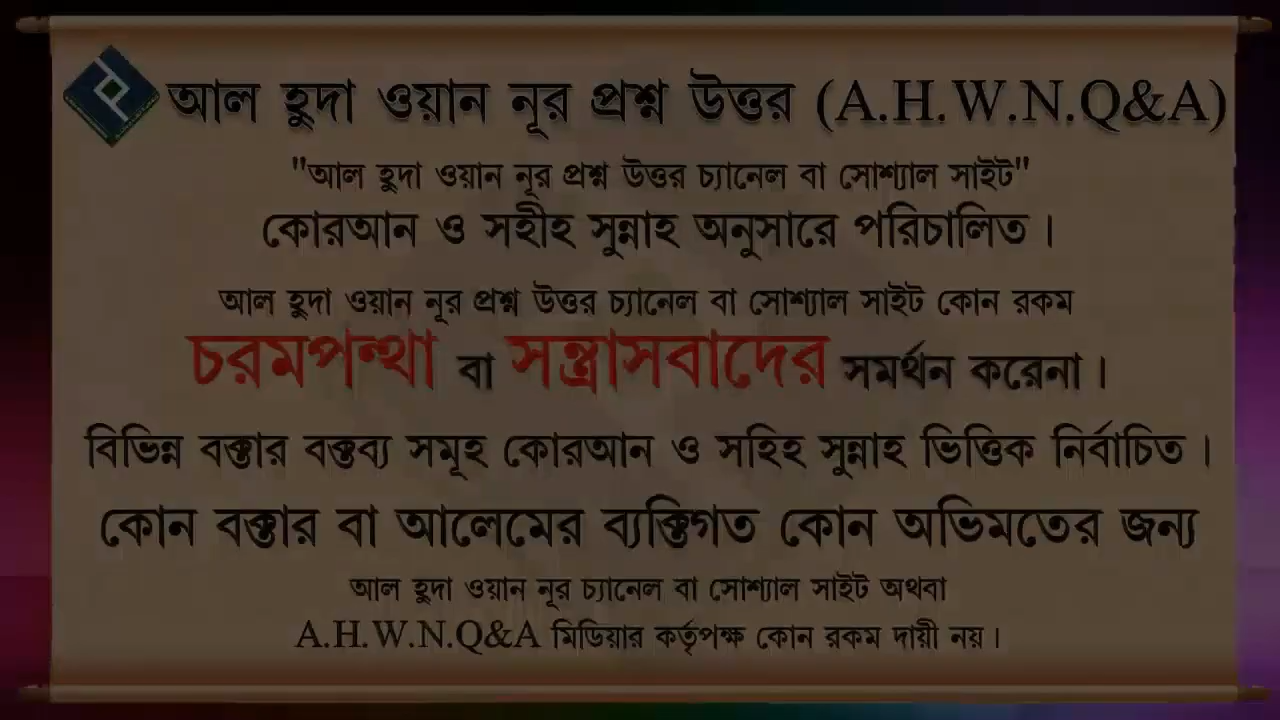 আল হুদা ওয়ান নূর প্রশ্ন উত্তর (A.H.W.N.Q&A)
"আল হুদা ওয়ান নূর প্রশ্ন উত্তর চ্যানেল বা সোশ্যাল সাইট"
কোরআন ও সহীহ সুন্নাহ অনুসারে পরিচালিত।
আল হুদা ওয়ান নূর প্রশ্ন উত্তর চ্যানেল বা সোশ্যাল সাইট কোন রকম
চরমপন্থা বা সন্ত্রাসবাদের সমর্থন করেনা।
বিভিন্ন বক্তার বক্তব্য সমূহ কোরআন ও সহিহ সুন্নাহ ভিত্তিক নির্বাচিত।
কোন বক্তার বা আলেমের ব্যক্তিগত কোন অভিমতের জন্য
আল হুদা ওয়ান নূর চ্যানেল বা সোশ্যাল সাইট অথবা
A.H.W.N.Q&A মিডিয়ার কর্তৃপক্ষ কোন রকম দায়ী নয়।